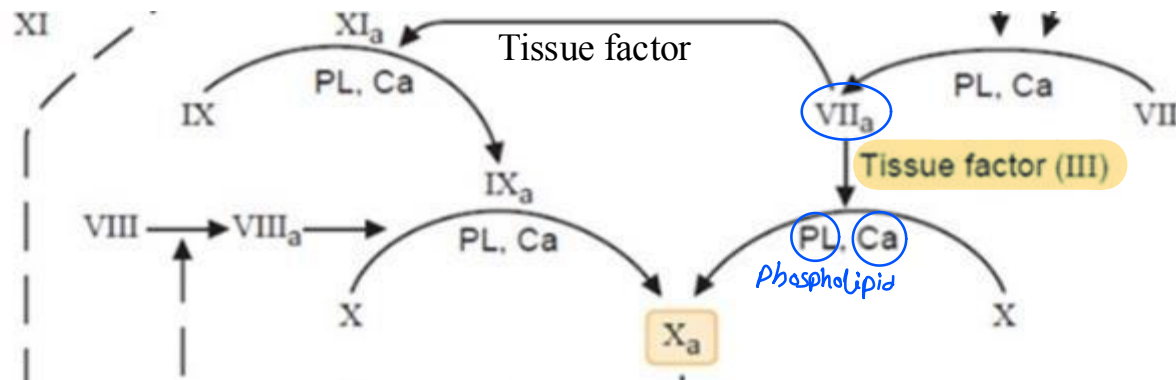 XI
XIa
Tissue factor
PL, Ca
PL, Ca
IX
VIIa
VII
Tissue factor (III)
IXa
VIII
VIIIa
PL, Ca
PL, Ca
Phospholipid
X
X
Xa